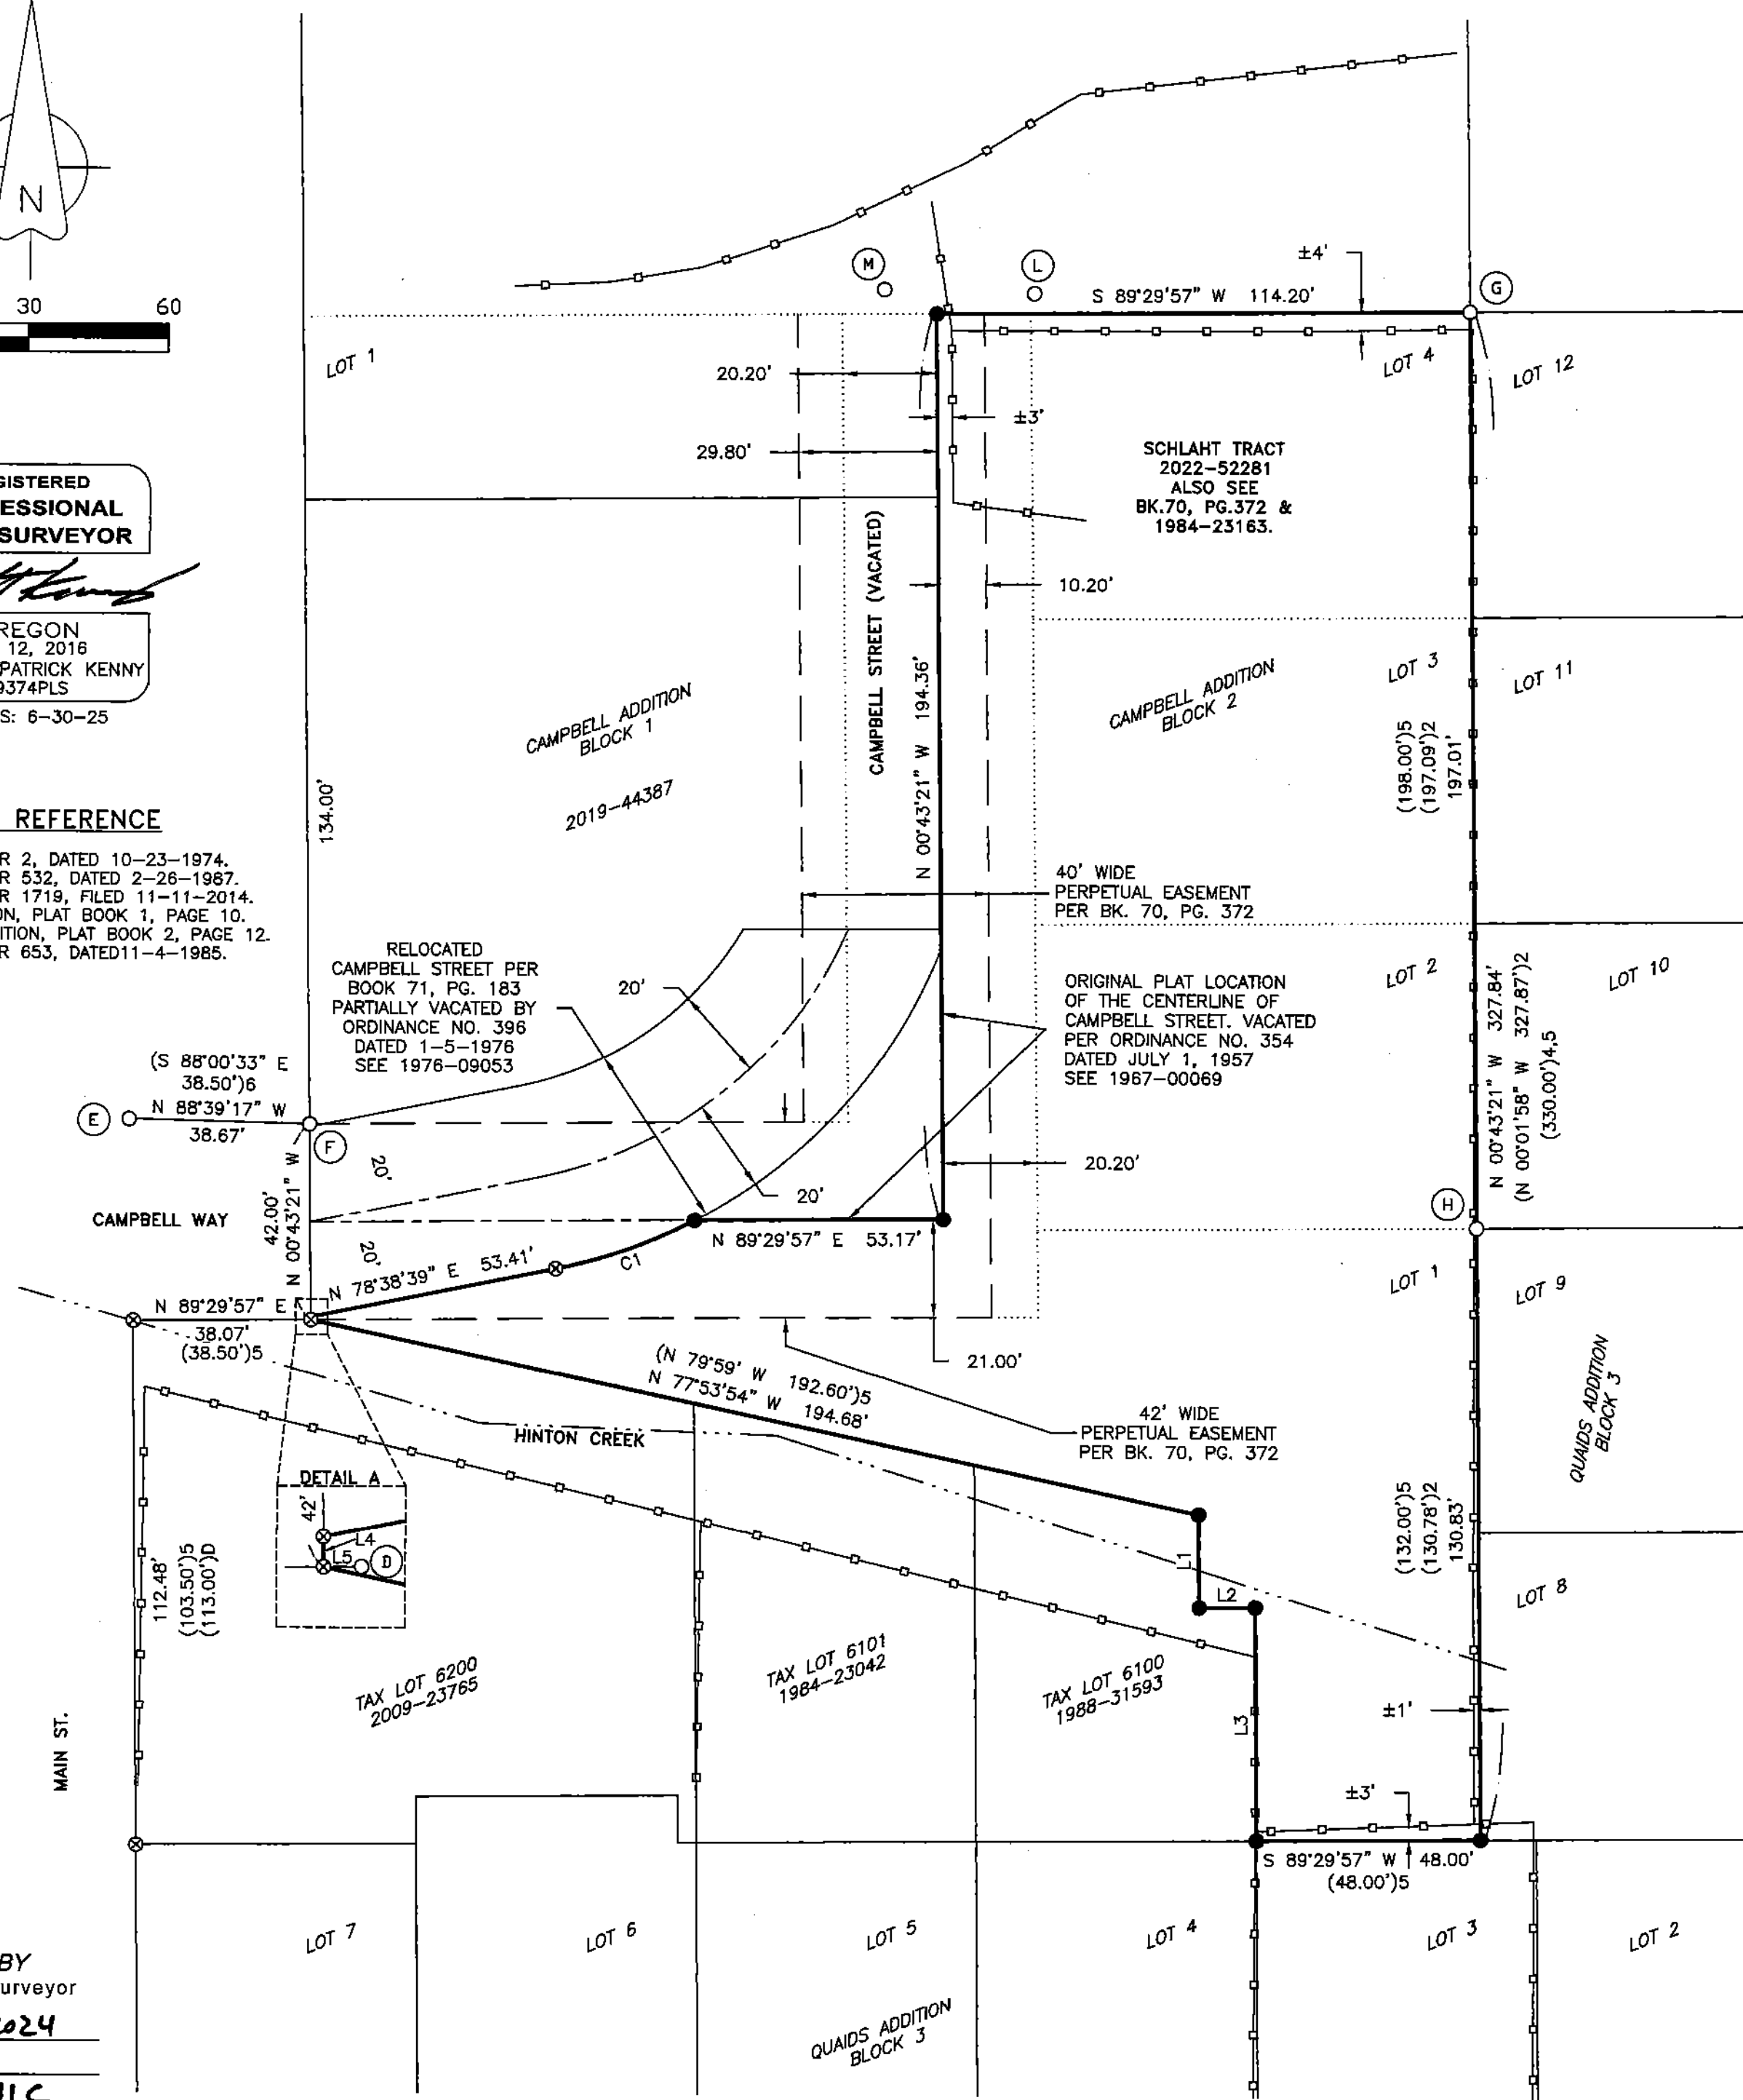 N
30
60
GISTERED
ESSIONAL
SURVEYOR
REGON
12, 2016
PATRICK KENNY
9374PLS
S: 6-30-25
REFERENCE
R 2, DATED 10-23-1974.
R 532, DATED 2-26-1987.
R 1719, FILED 11-11-2014.
ON, PLAT BOOK 1, PAGE 10.
ITION, PLAT BOOK 2, PAGE 12.
R 653, DATED11-4-1985.
M
L
±4'
G
S 89°29'57" W 114.20'
LOT 1
20.20'
±3'
29.80'
LOT 4
LOT 12
SCHLAHT TRACT
2022-52281
ALSO SEE
BK.70, PG.372 &
1984-23163.
10.20'
CAMPBELL STREET (VACATED)
N 00°43'21" W 194.36'
CAMPBELL ADDITION
BLOCK 1
2019-44387
134.00'
CAMPBELL ADDITION
BLOCK 2
LOT 3
LOT 11
(198.00')5
(197.09')2
197.01'
40' WIDE
PERPETUAL EASEMENT
PER BK. 70, PG. 372
RELOCATED
CAMPBELL STREET PER
BOOK 71, PG. 183
PARTIALLY VACATED BY
ORDINANCE NO. 396
DATED 1-5-1976
SEE 1976-09053
20'
ORIGINAL PLAT LOCATION
OF THE CENTERLINE OF
CAMPBELL STREET. VACATED
PER ORDINANCE NO. 354
DATED JULY 1, 1957
SEE 1967-00069
LOT 2
LOT 10
N 00°43'21" W 327.84'
(N 00°01'58" W 327.87')2
(330.00')4,5
(S 88°00'33" E
38.50')6
N 88°39'17" W
38.67'
E
F
20'
20'
20.20'
H
CAMPBELL WAY
42.00'
N 00°43'21" W
20'
N 89°29'57" E 53.17'
C1
N 78°38'39" E 53.41'
N 89°29'57" E
38.07'
(38.50')5
21.00'
LOT 1
LOT 9
(N 79°59' W 192.60')5
N 77°53'54" W 194.68'
42' WIDE
PERPETUAL EASEMENT
PER BK. 70, PG. 372
HINTON CREEK
QUAIDS ADDITION
BLOCK 3
DETAIL A
42'
L4
L5
D
112.48'
(103.50')5
(113.00')D
L1
L2
L3
(132.00')5
(130.78')2
130.83'
LOT 8
TAX LOT 6200
2009-23765
TAX LOT 6101
1984-23042
TAX LOT 6100
1988-31593
±1'
MAIN ST.
±3'
S 89°29'57" W 48.00'
(48.00')5
LOT 7
LOT 6
LOT 5
LOT 4
LOT 3
LOT 2
QUAIDS ADDITION
BLOCK 3
BY
urveyor
2024